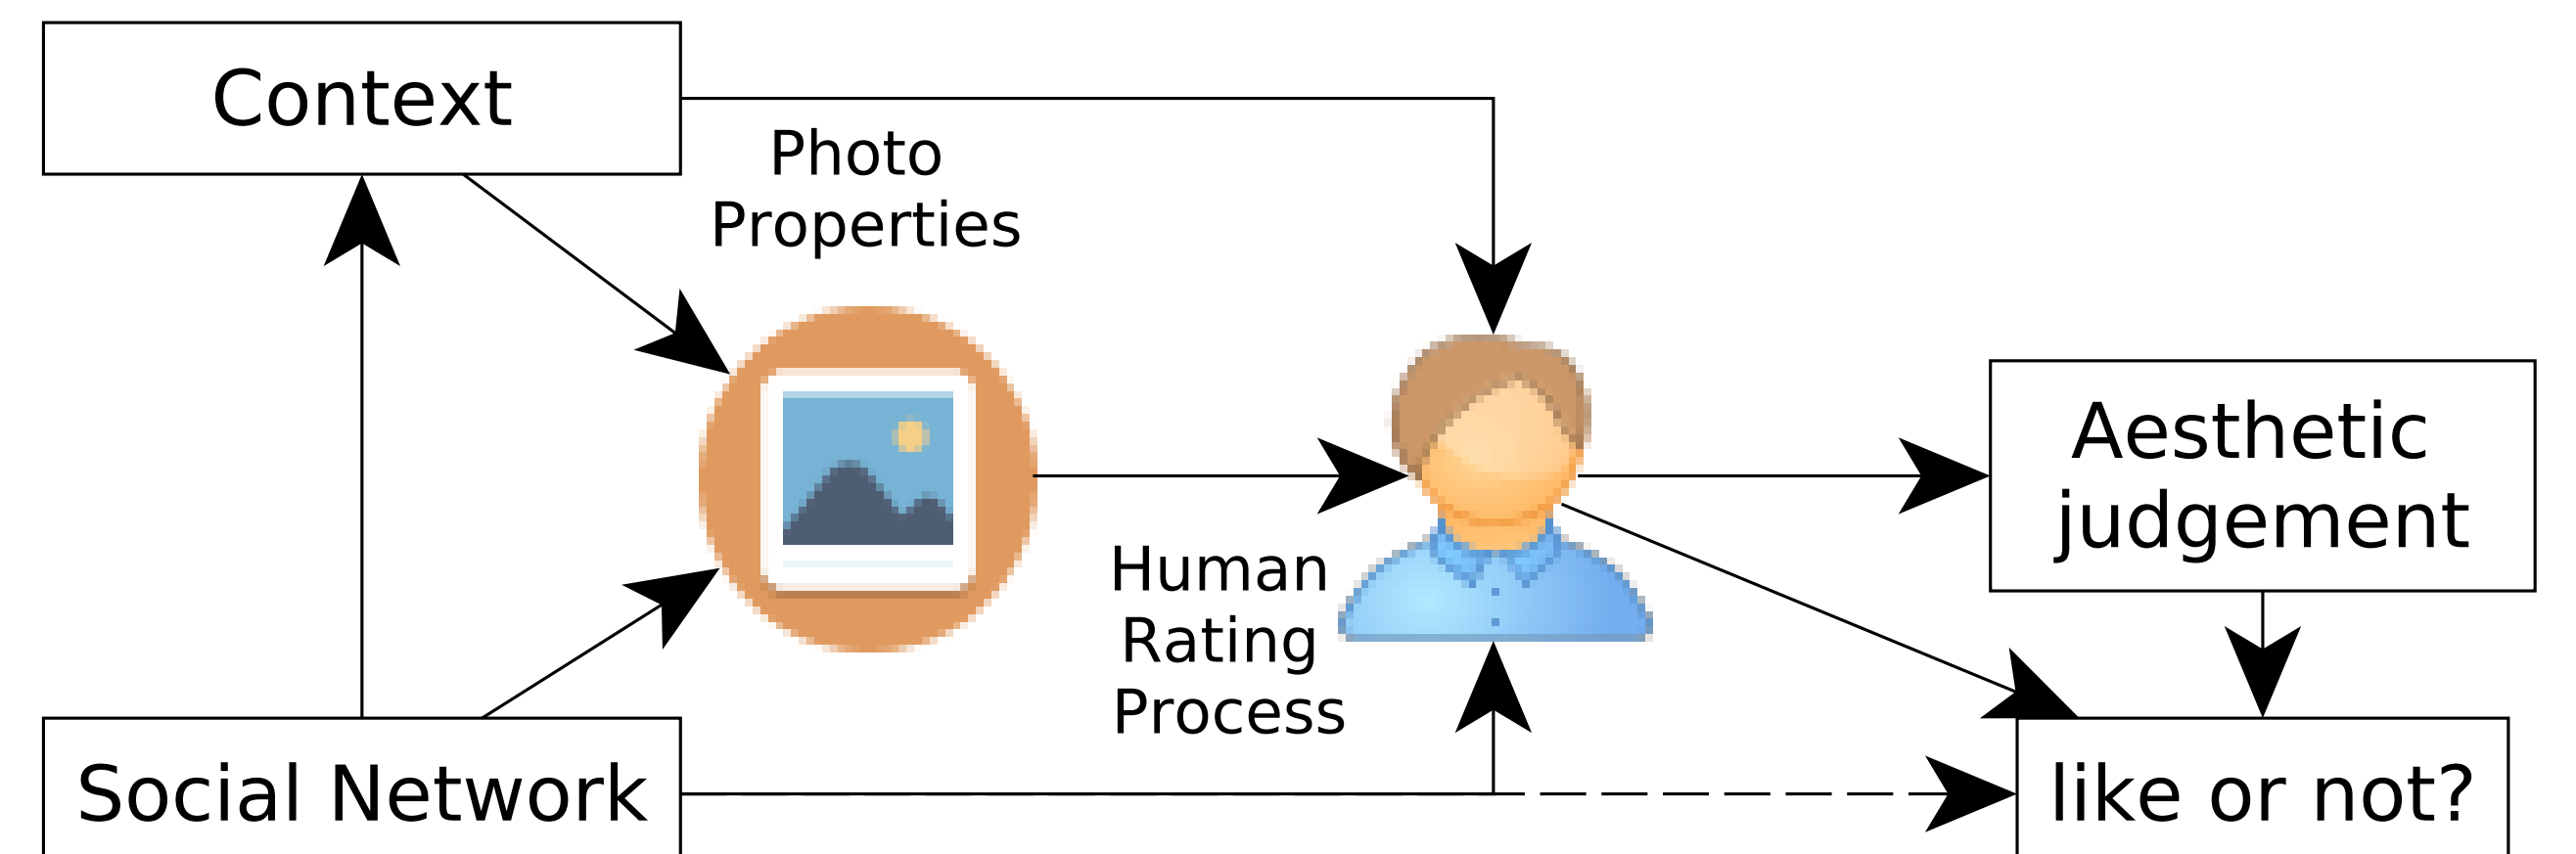 Context
Photo
Properties
Human
Rating
Process
Aesthetic
judgement
Social Network
like or not?